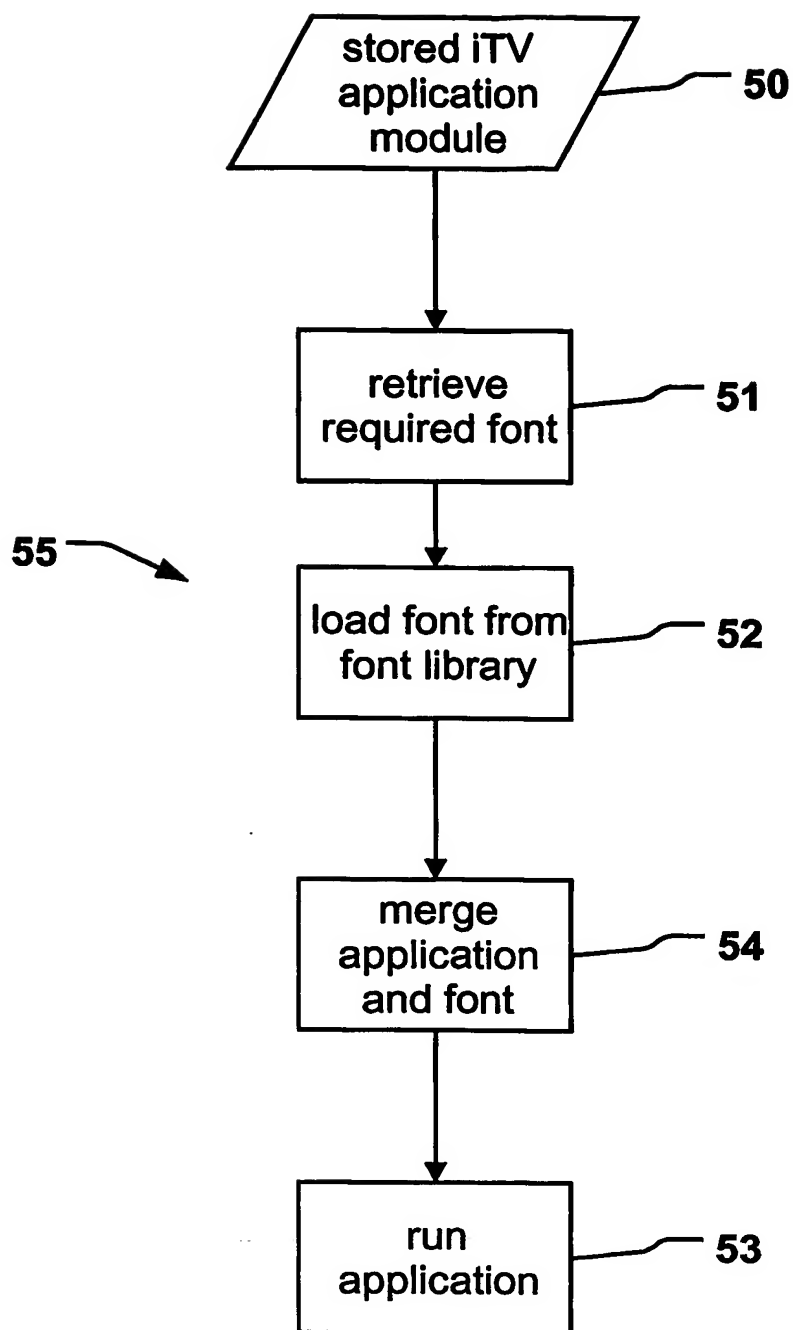 stored iTV
application
module
50
retrieve
required font
51
55
load font from
font library
52
merge
application
and font
54
run
application
53